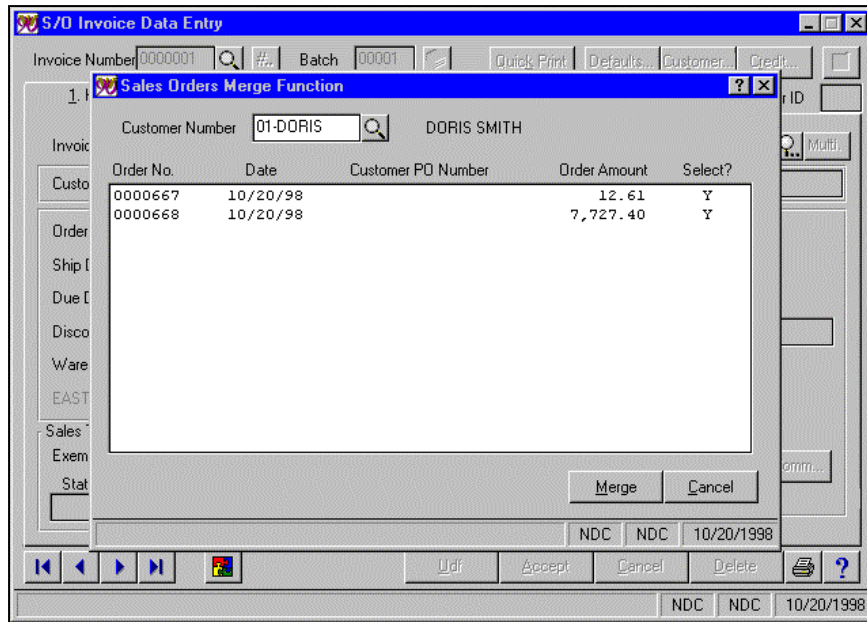 S/O Invoice Data Entry
Invoice Number 0000001 #.. Batch 00001 Quick Print Defaults... Customer... Credit...
Sales Orders Merge Function
1. r ID
Customer Number 01-DORIS DORIS SMITH
Invoic Multi..
Order No. Date Customer PO Number Order Amount Select?
Custo
0000667 10/20/98 12.61 Y
0000668 10/20/98 7,727.40 Y
Order
Ship D
Due D
Disco
Ware
EAST
Sales T
Exem
Stat
omm...
Merge Cancel
NDC NDC 10/20/1998
Udf Accept Cancel Delete ?
NDC NDC 10/20/1998